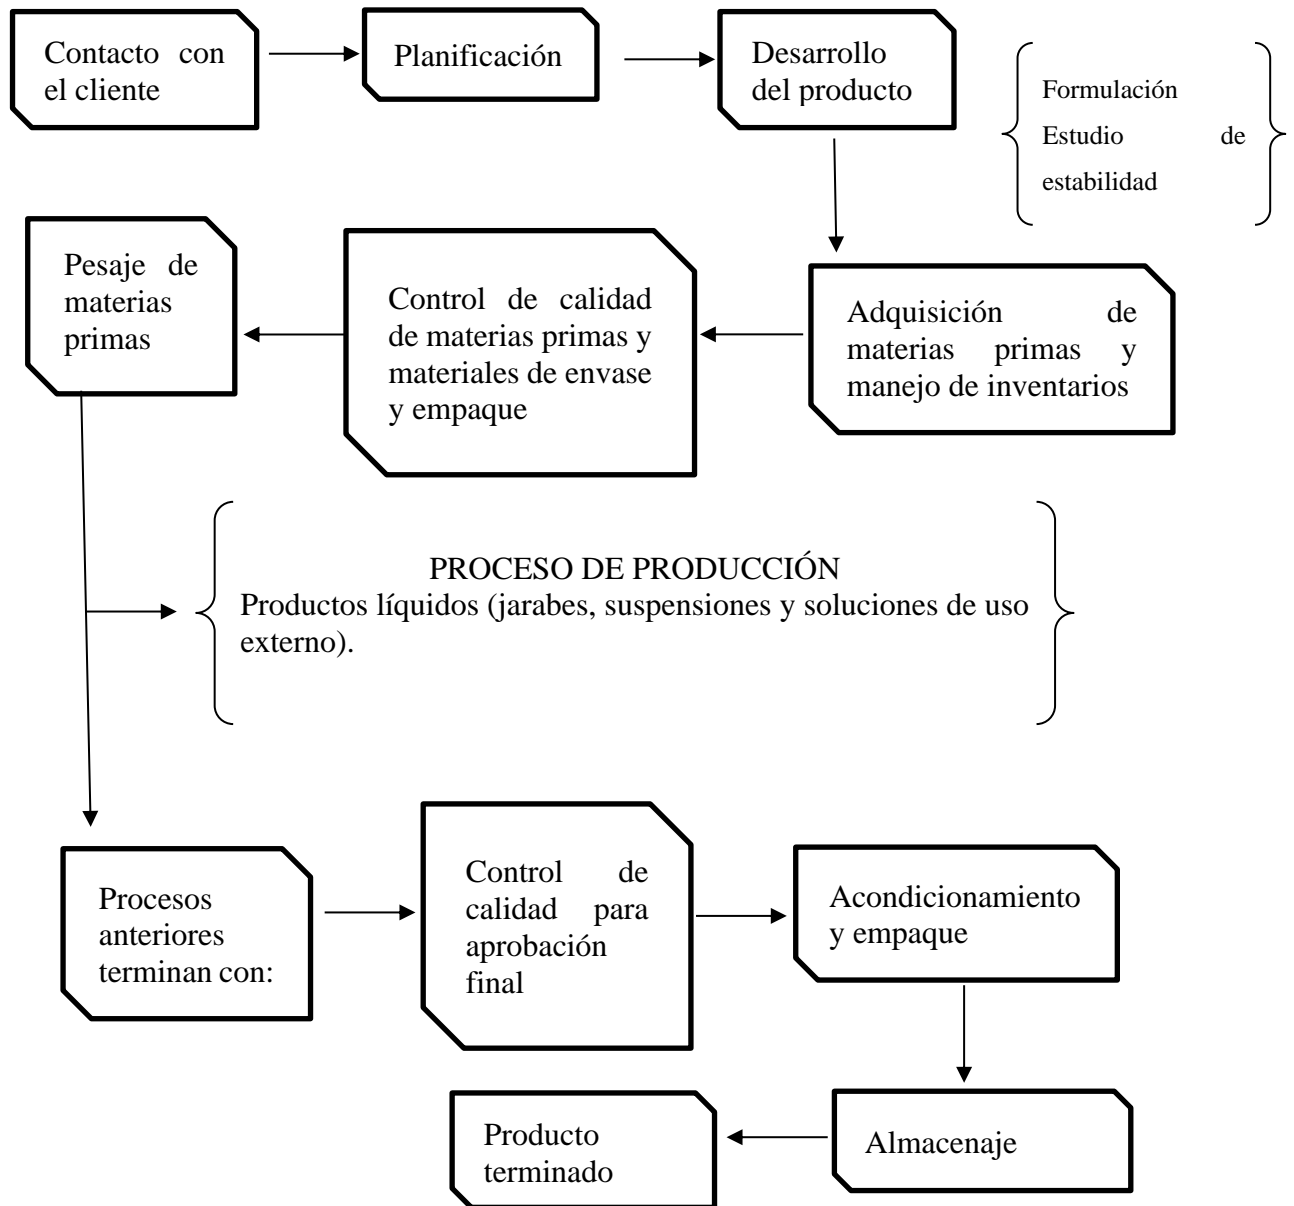 Contacto con
el cliente
Planificación
Desarrollo
del producto
Formulación
Estudio de
estabilidad
Adquisición de
materias primas y
manejo de inventarios
Control de calidad
de materias primas y
materiales de envase
y empaque
Pesaje de
materias
primas
PROCESO DE PRODUCCIÓN
Productos líquidos (jarabes, suspensiones y soluciones de uso
externo).
Procesos
anteriores
terminan con:
Control de
calidad para
aprobación
final
Acondicionamiento
y empaque
Almacenaje
Producto
terminado